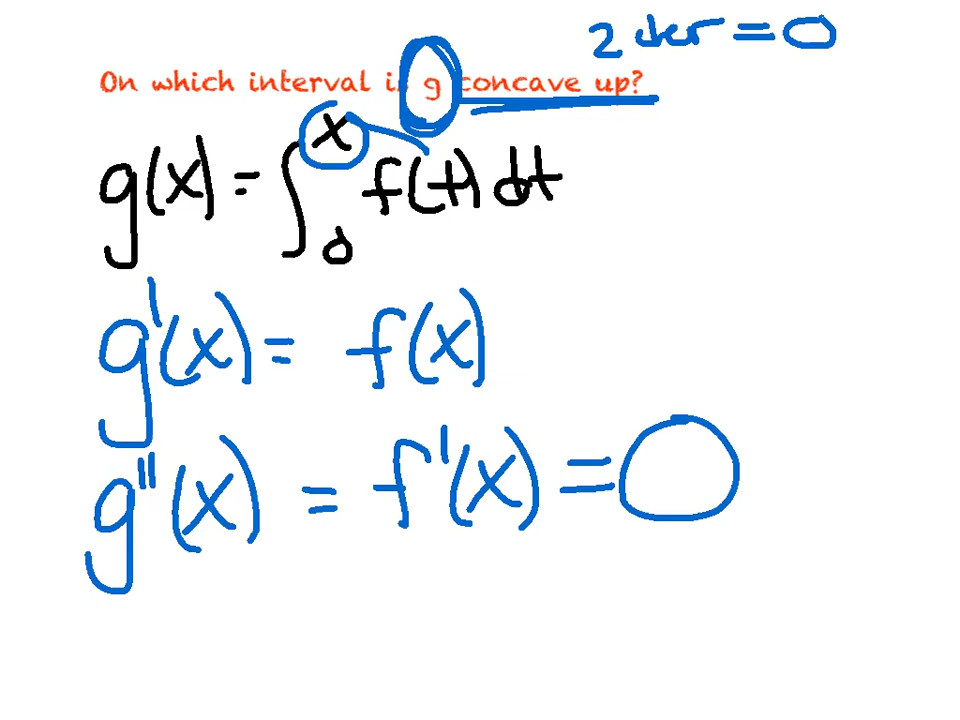 2 der = 0
On which interval is g concave up?
g(x) = ∫₀ˣ f(t) dt
g'(x) = f(x)
g''(x) = f'(x) = 0